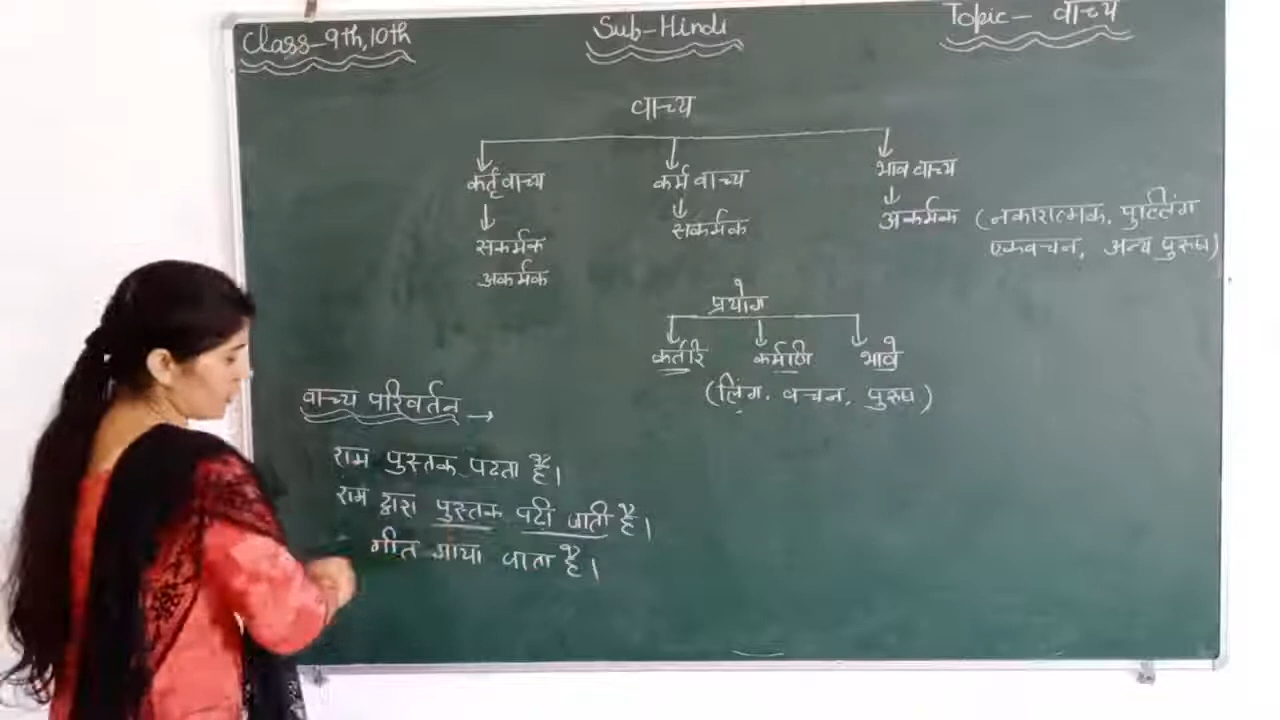 Class-9th,10th
Sub-Hindi
Topic- वाच्य
वाच्य
कर्तृवाच्य कर्म वाच्य भाव वाच्य
सकर्मक सकर्मक अकर्मक (नकारात्मक, पुल्लिंग
अकर्मक एकवचन, अन्य पुरुष)
प्रयोग
कर्तरि कर्मणि भावे
(लिंग, वचन, पुरुष)
वाच्य परिवर्तन
राम पुस्तक पढता है।
राम द्वारा पुस्तक पढी जाती है।
गीत गाया जाता है।